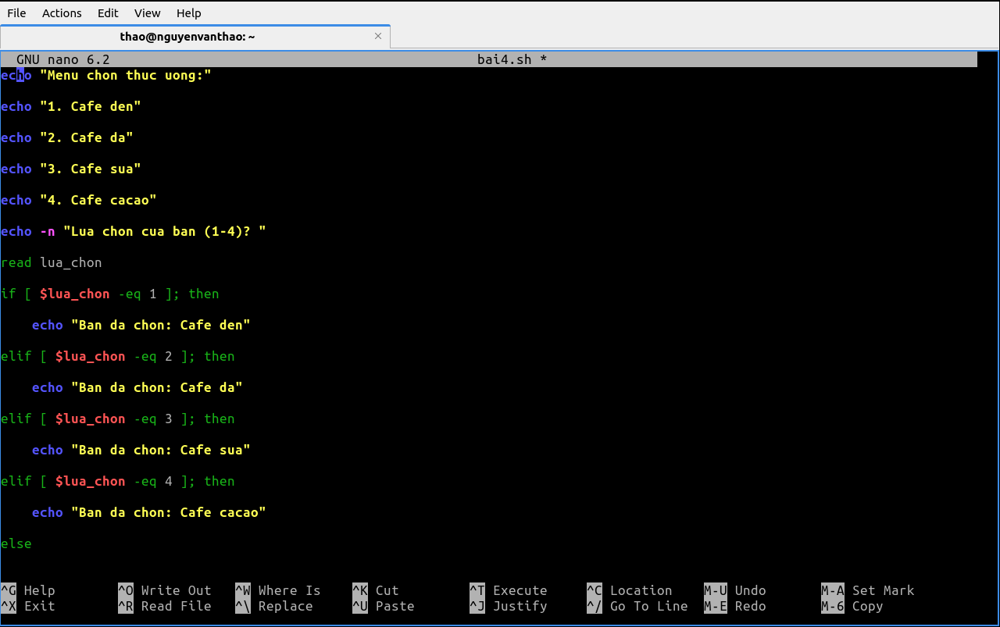 File Actions Edit View Help
thao@nguyenvanthao: ~ ×
GNU nano 6.2 bai4.sh *
echo "Menu chon thuc uong:"
echo "1. Cafe den"
echo "2. Cafe da"
echo "3. Cafe sua"
echo "4. Cafe cacao"
echo -n "Lua chon cua ban (1-4)? "
read lua_chon
if [ $lua_chon -eq 1 ]; then
    echo "Ban da chon: Cafe den"
elif [ $lua_chon -eq 2 ]; then
    echo "Ban da chon: Cafe da"
elif [ $lua_chon -eq 3 ]; then
    echo "Ban da chon: Cafe sua"
elif [ $lua_chon -eq 4 ]; then
    echo "Ban da chon: Cafe cacao"
else
^G Help ^O Write Out ^W Where Is ^K Cut ^T Execute ^C Location M-U Undo M-A Set Mark
^X Exit ^R Read File ^\ Replace ^U Paste ^J Justify ^/ Go To Line M-E Redo M-6 Copy